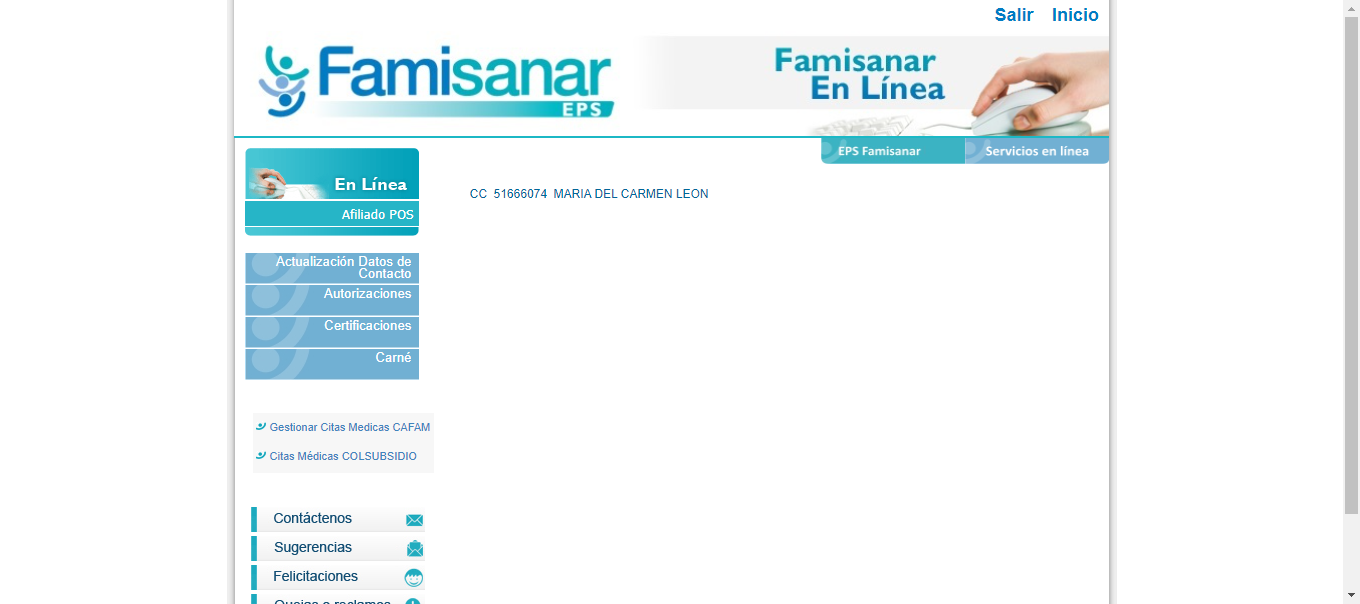 Salir Inicio
Famisanar
EPS
Famisanar
En Línea
EPS Famisanar
Servicios en línea
En Línea
Afiliado POS
CC 51666074 MARIA DEL CARMEN LEON
Actualización Datos de
Contacto
Autorizaciones
Certificaciones
Carné
Gestionar Citas Medicas CAFAM
Citas Médicas COLSUBSIDIO
Contáctenos
Sugerencias
Felicitaciones
Quejas o reclamos